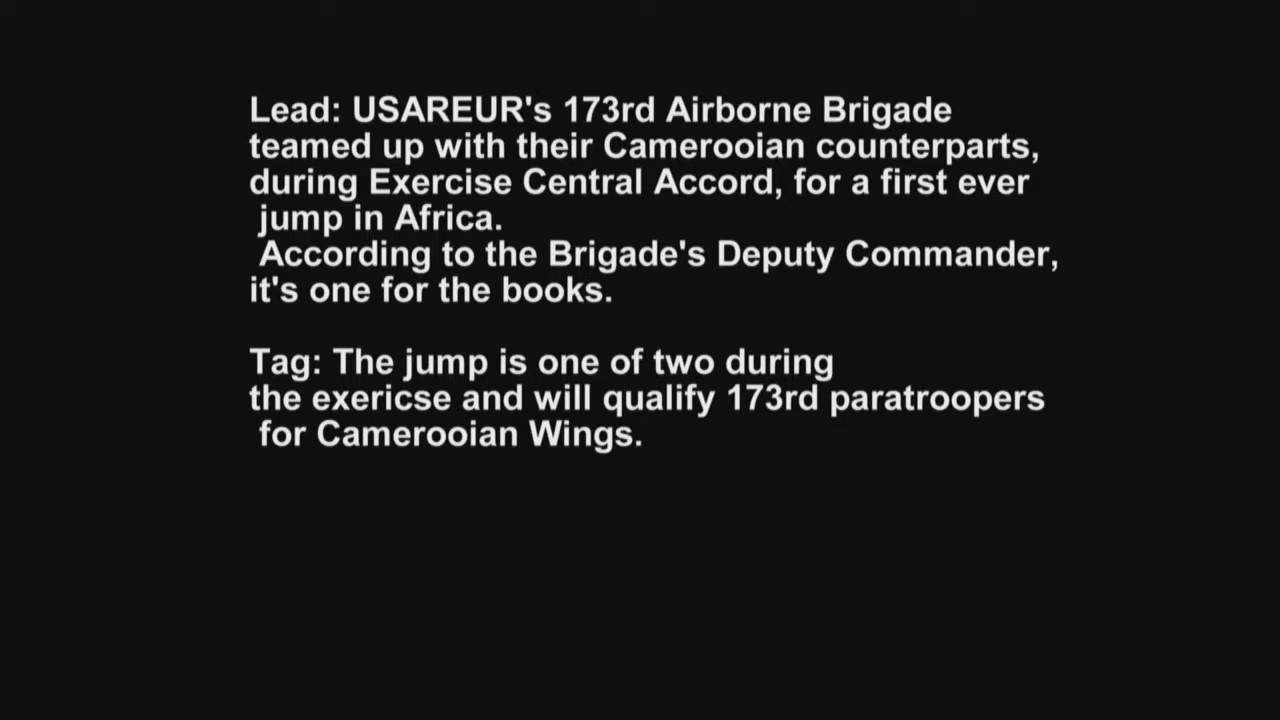 Lead: USAREUR's 173rd Airborne Brigade
teamed up with their Camerooian counterparts,
during Exercise Central Accord, for a first ever
jump in Africa.
According to the Brigade's Deputy Commander,
it's one for the books.
Tag: The jump is one of two during
the exericse and will qualify 173rd paratroopers
for Camerooian Wings.